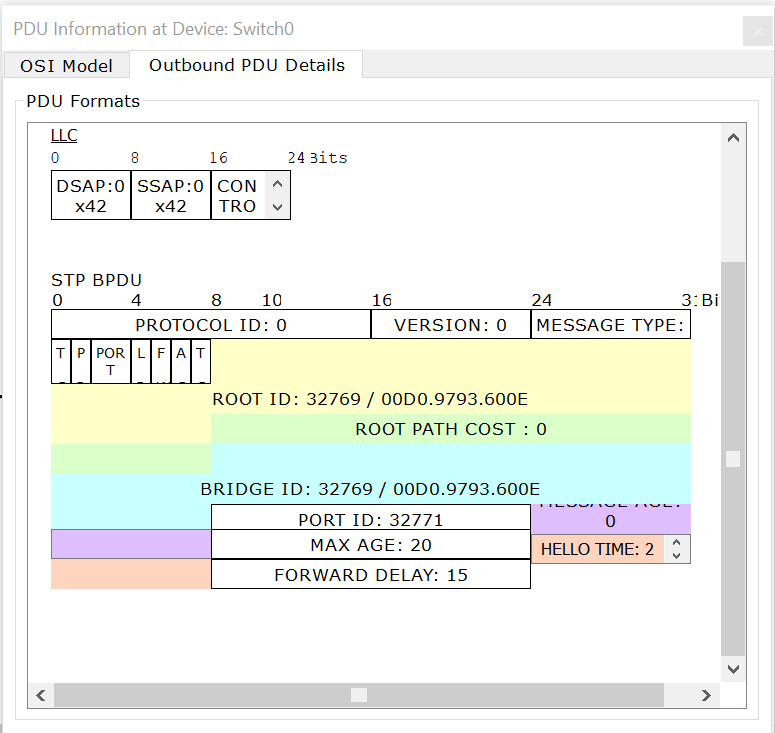 PDU Information at Device: Switch0
OSI Model Outbound PDU Details
PDU Formats
LLC
0 8 16 24 Bits
DSAP:0 SSAP:0 CON
x42 x42 TRO
STP BPDU
0 4 8 10 16 24 31 Bi
PROTOCOL ID: 0 VERSION: 0 MESSAGE TYPE:
T P POR L F A T
T
ROOT ID: 32769 / 00D0.9793.600E
ROOT PATH COST : 0
BRIDGE ID: 32769 / 00D0.9793.600E
MESSAGE AGE:
PORT ID: 32771 0
MAX AGE: 20
HELLO TIME: 2
FORWARD DELAY: 15